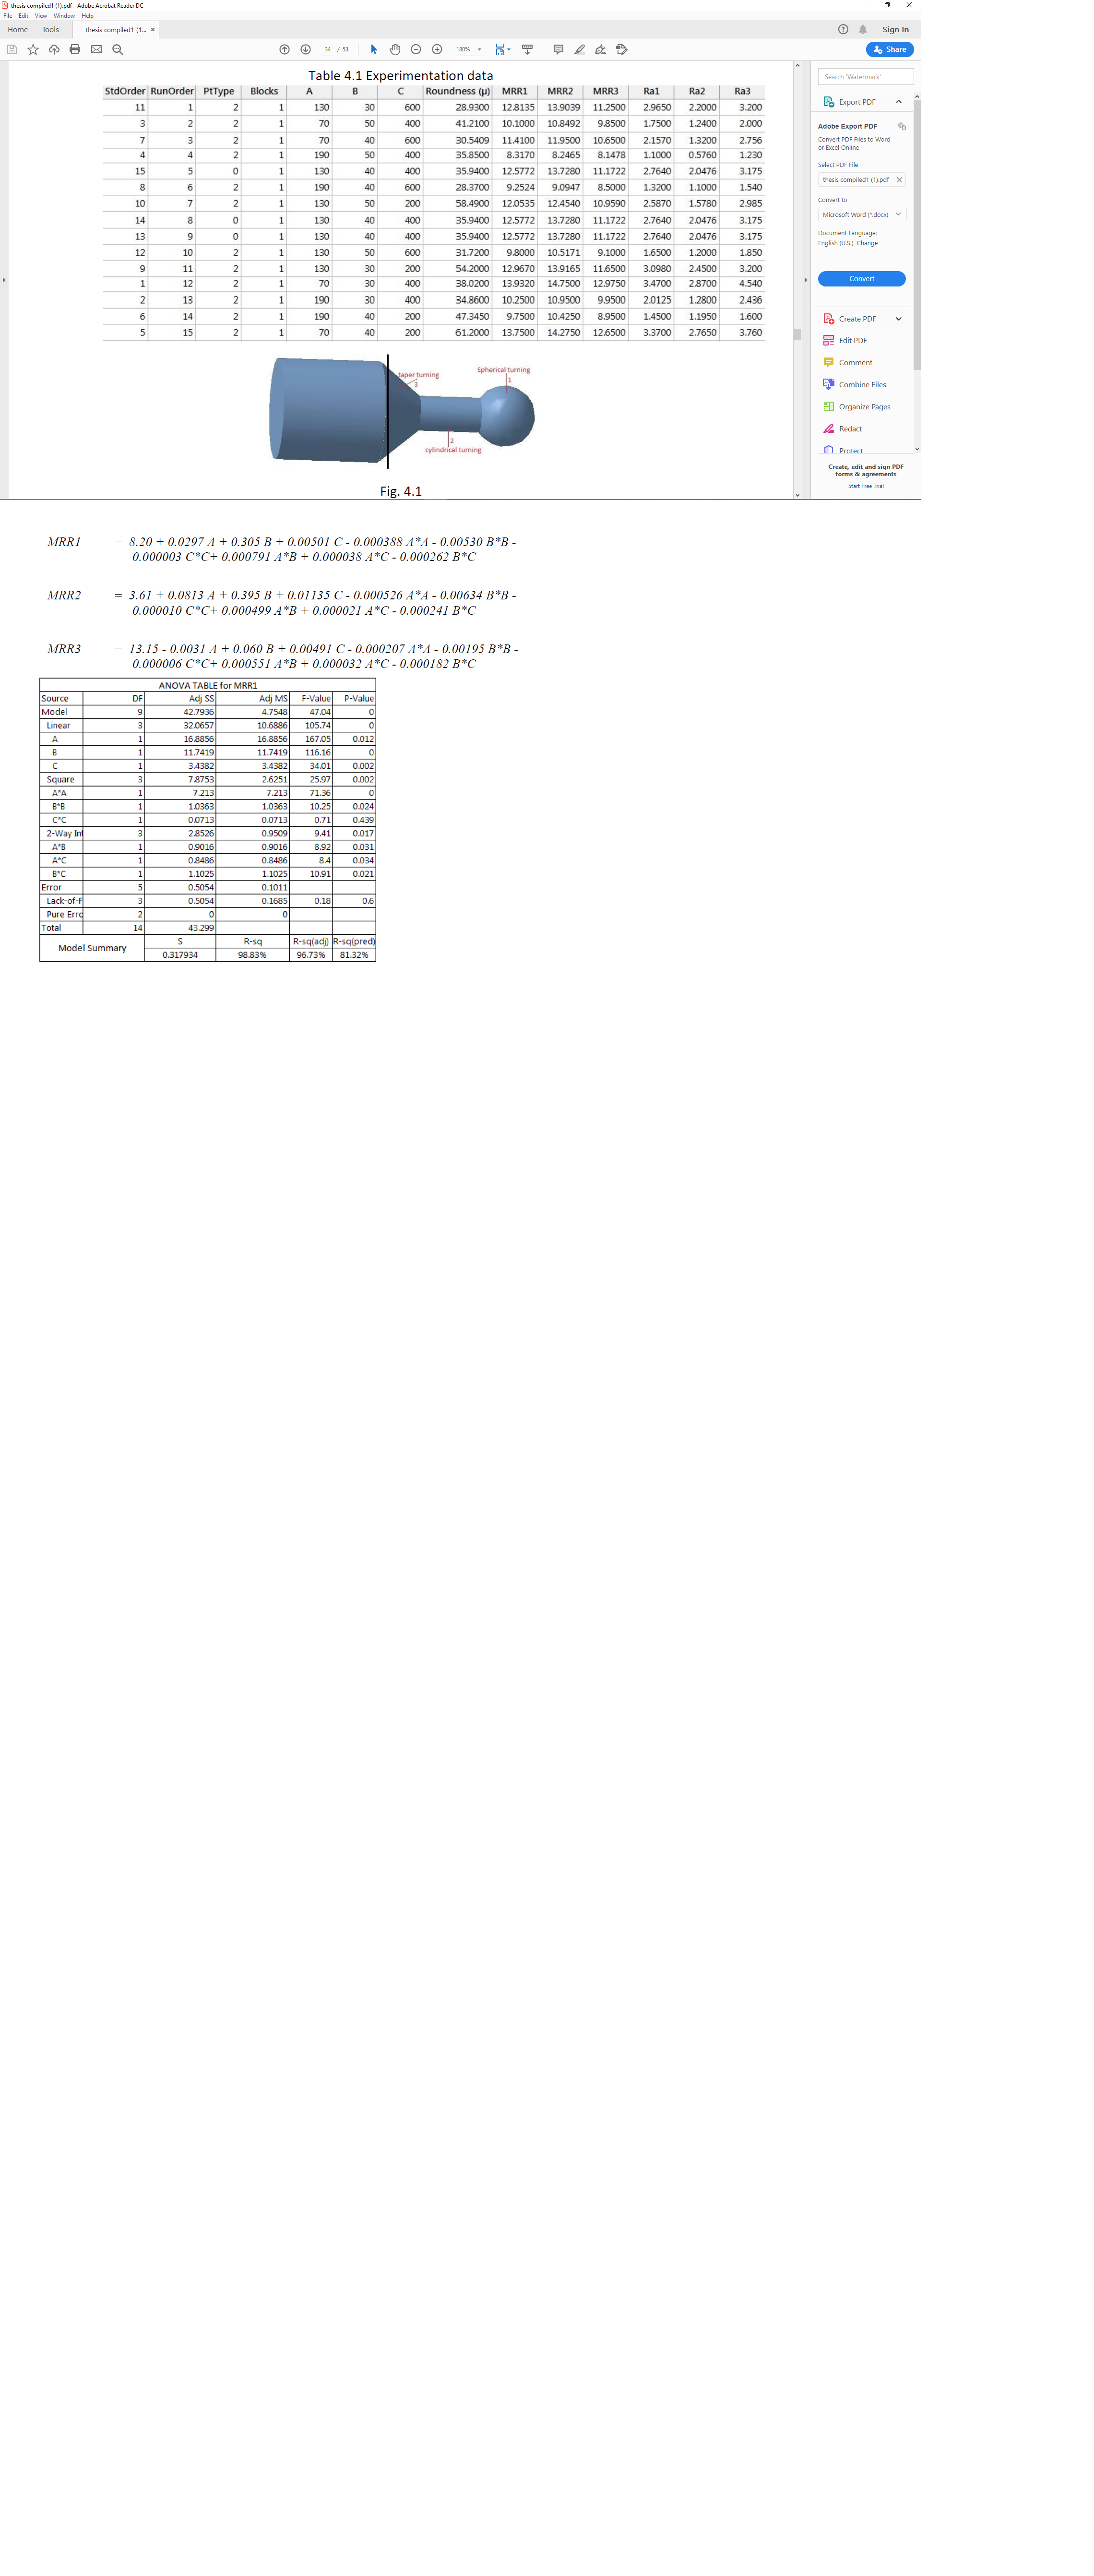 thesis compiled1 (1).pdf - Adobe Acrobat Reader DC
File Edit View Window Help
Home Tools thesis compiled1 (1... × Sign In
34 / 53 180% Share
Table 4.1 Experimentation data
StdOrder RunOrder PtType Blocks A B C Roundness (μ) MRR1 MRR2 MRR3 Ra1 Ra2 Ra3
11 1 2 1 130 30 600 28.9300 12.8135 13.9039 11.2500 2.9650 2.2000 3.200
3 2 2 1 70 50 400 41.2100 10.1000 10.8492 9.8500 1.7500 1.2400 2.000
7 3 2 1 70 40 600 30.5409 11.4100 11.9500 10.6500 2.1570 1.3200 2.756
4 4 2 1 190 50 400 35.8500 8.3170 8.2465 8.1478 1.1000 0.5760 1.230
15 5 0 1 130 40 400 35.9400 12.5772 13.7280 11.1722 2.7640 2.0476 3.175
8 6 2 1 190 40 600 28.3700 9.2524 9.0947 8.5000 1.3200 1.1000 1.540
10 7 2 1 130 50 200 58.4900 12.0535 12.4540 10.9590 2.5870 1.5780 2.985
14 8 0 1 130 40 400 35.9400 12.5772 13.7280 11.1722 2.7640 2.0476 3.175
13 9 0 1 130 40 400 35.9400 12.5772 13.7280 11.1722 2.7640 2.0476 3.175
12 10 2 1 130 50 600 31.7200 9.8000 10.5171 9.1000 1.6500 1.2000 1.850
9 11 2 1 130 30 200 54.2000 12.9670 13.9165 11.6500 3.0980 2.4500 3.200
1 12 2 1 70 30 400 38.0200 13.9320 14.7500 12.9750 3.4700 2.8700 4.540
2 13 2 1 190 30 400 34.8600 10.2500 10.9500 9.9500 2.0125 1.2800 2.436
6 14 2 1 190 40 200 47.3450 9.7500 10.4250 8.9500 1.4500 1.1950 1.600
5 15 2 1 70 40 200 61.2000 13.7500 14.2750 12.6500 3.3700 2.7650 3.760
taper turning
3
Spherical turning
1
2
cylindrical turning
Fig. 4.1
Search 'Watermark'
Export PDF
Adobe Export PDF
Convert PDF Files to Word
or Excel Online
Select PDF File
thesis compiled1 (1).pdf ×
Convert to
Microsoft Word (*.docx)
Document Language:
English (U.S.) Change
Convert
Create PDF
Edit PDF
Comment
Combine Files
Organize Pages
Redact
Protect
Create, edit and sign PDF
forms & agreements
Start Free Trial
MRR1 = 8.20 + 0.0297 A + 0.305 B + 0.00501 C - 0.000388 A*A - 0.00530 B*B -
0.000003 C*C+ 0.000791 A*B + 0.000038 A*C - 0.000262 B*C
MRR2 = 3.61 + 0.0813 A + 0.395 B + 0.01135 C - 0.000526 A*A - 0.00634 B*B -
0.000010 C*C+ 0.000499 A*B + 0.000021 A*C - 0.000241 B*C
MRR3 = 13.15 - 0.0031 A + 0.060 B + 0.00491 C - 0.000207 A*A - 0.00195 B*B -
0.000006 C*C+ 0.000551 A*B + 0.000032 A*C - 0.000182 B*C
ANOVA TABLE for MRR1
Source DF Adj SS Adj MS F-Value P-Value
Model 9 42.7936 4.7548 47.04 0
Linear 3 32.0657 10.6886 105.74 0
A 1 16.8856 16.8856 167.05 0.012
B 1 11.7419 11.7419 116.16 0
C 1 3.4382 3.4382 34.01 0.002
Square 3 7.8753 2.6251 25.97 0.002
A*A 1 7.213 7.213 71.36 0
B*B 1 1.0363 1.0363 10.25 0.024
C*C 1 0.0713 0.0713 0.71 0.439
2-Way Int 3 2.8526 0.9509 9.41 0.017
A*B 1 0.9016 0.9016 8.92 0.031
A*C 1 0.8486 0.8486 8.4 0.034
B*C 1 1.1025 1.1025 10.91 0.021
Error 5 0.5054 0.1011
Lack-of-F 3 0.5054 0.1685 0.18 0.6
Pure Erro 2 0 0
Total 14 43.299
Model Summary S R-sq R-sq(adj) R-sq(pred)
0.317934 98.83% 96.73% 81.32%